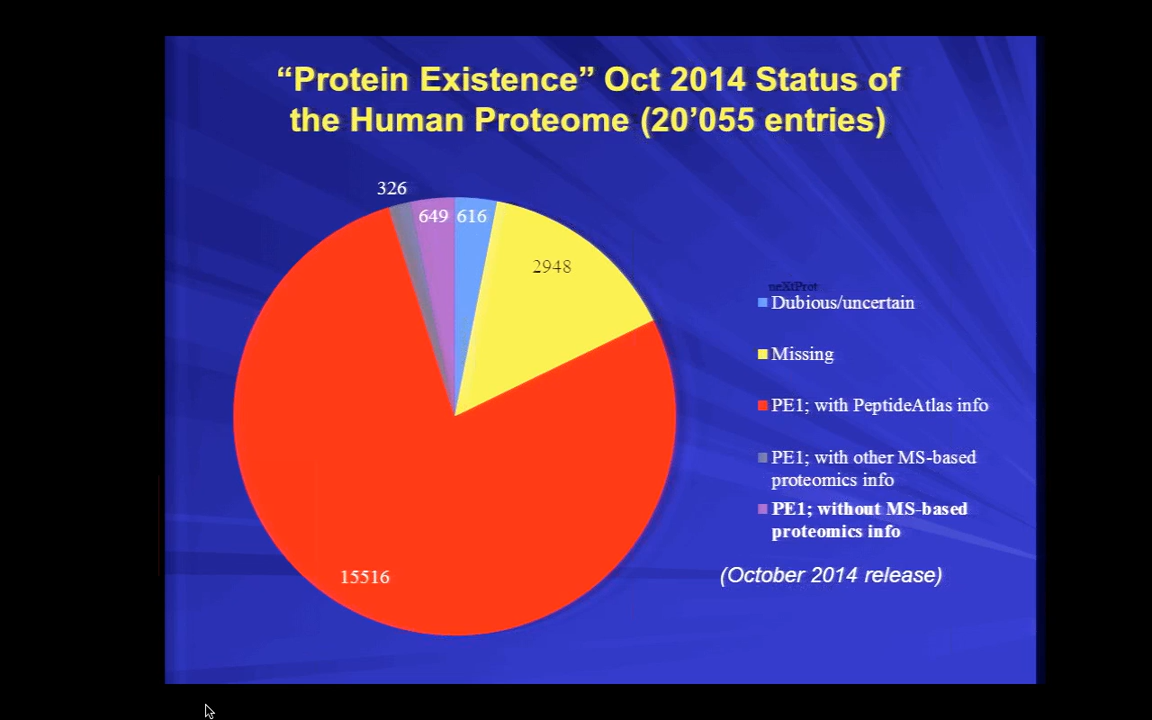 “Protein Existence” Oct 2014 Status of
the Human Proteome (20’055 entries)
326
649
616
2948
15516
neXtProt
Dubious/uncertain
Missing
PE1; with PeptideAtlas info
PE1; with other MS-based
proteomics info
PE1; without MS-based
proteomics info
(October 2014 release)